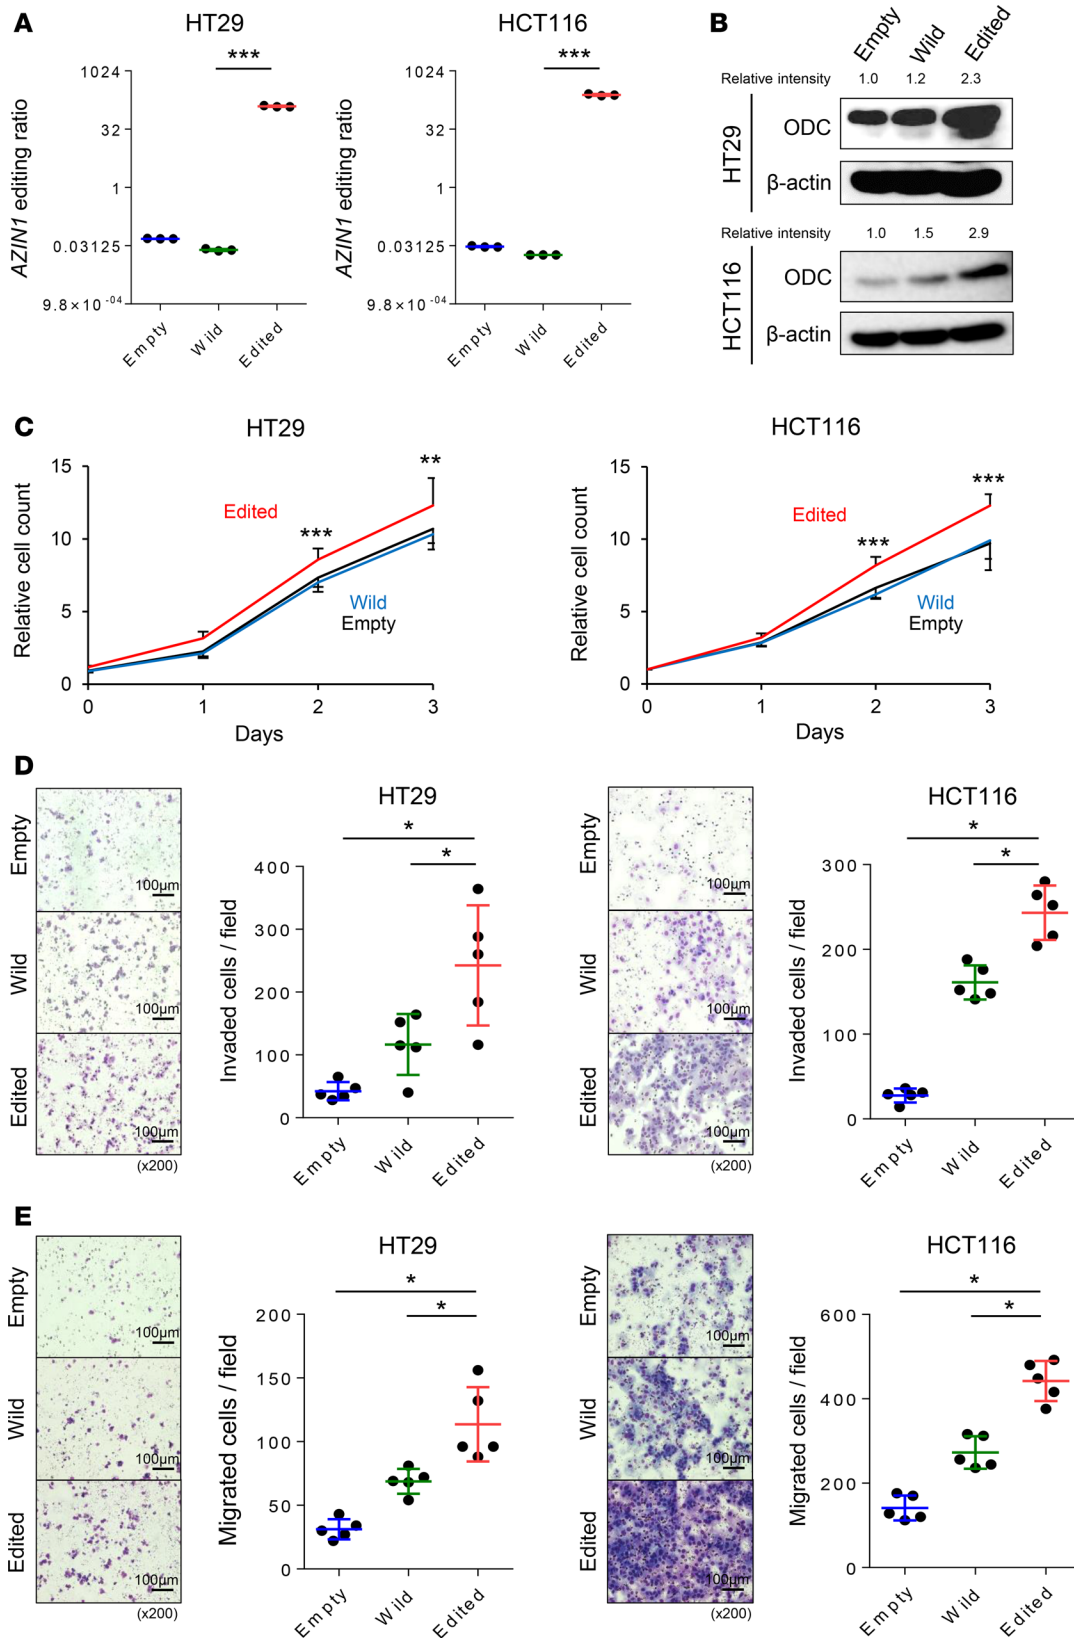 A
HT29
HCT116
***
***
AZIN1 editing ratio
1024
32
1
0.03125
9.8×10⁻⁰⁴
Empty
Wild
Edited
AZIN1 editing ratio
1024
32
1
0.03125
9.8×10⁻⁰⁴
Empty
Wild
Edited
B
Empty
Wild
Edited
Relative intensity 1.0 1.2 2.3
HT29
ODC
β-actin
Relative intensity 1.0 1.5 2.9
HCT116
ODC
β-actin
C
HT29
Relative cell count
15
10
5
0
0 1 2 3
Days
Edited
***
**
Wild
Empty
HCT116
Relative cell count
15
10
5
0
0 1 2 3
Days
Edited
***
***
Wild
Empty
D
Empty
100µm
Wild
100µm
Edited
100µm
(x200)
HT29
*
*
Invaded cells / field
400
300
200
100
0
Empty
Wild
Edited
Empty
100µm
Wild
100µm
Edited
100µm
(x200)
HCT116
*
*
Invaded cells / field
300
200
100
0
Empty
Wild
Edited
E
Empty
100µm
Wild
100µm
Edited
100µm
(x200)
HT29
*
*
Migrated cells / field
200
150
100
50
0
Empty
Wild
Edited
Empty
100µm
Wild
100µm
Edited
100µm
(x200)
HCT116
*
*
Migrated cells / field
600
400
200
0
Empty
Wild
Edited